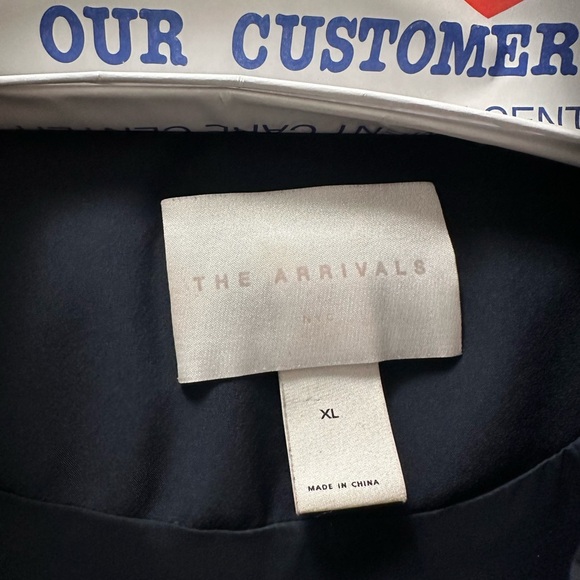 OUR CUSTOMER
THE ARRIVALS
NYC
XL
MADE IN CHINA